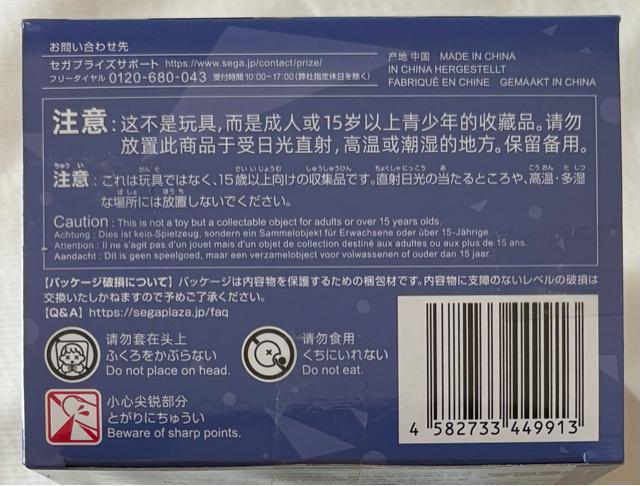 お問い合わせ先
セガプライズサポート https://www.sega.jp/contact/prize/
フリーダイヤル 0120-680-043 受付時間 10:00~17:00(弊社指定休日を除く)
产地 中国 MADE IN CHINA
IN CHINA HERGESTELLT
FABRIQUÉ EN CHINE GEMAAKT IN CHINA
注意:这不是玩具,而是成人或15岁以上青少年的收藏品。请勿
放置此商品于受日光直射,高温或潮湿的地方。保留备用。
注意:これは玩具ではなく、15歳以上向けの収集品です。直射日光の当たるところや、高温・多湿
な場所には放置しないでください。
Caution : This is not a toy but a collectable object for adults or over 15 years old.
Achtung : Dies ist kein Spielzeug, sondern ein Sammelobjekt für Erwachsene oder über 15-Jährige.
Attention : Il ne s'agit pas d'un jouet mais d'un objet de collection destiné aux adultes ou aux plus de 15 ans.
Aandacht : Dit is geen speelgoed, maar een verzamelobject voor volwassenen of ouder dan 15 jaar.
【パッケージ破損について】パッケージは内容物を保護するための梱包材です。内容物に支障のないレベルの破損は
交換いたしかねますので予めご了承ください。
【Q&A】https://segaplaza.jp/faq
请勿套在头上
ふくろをかぶらない
Do not place on head.
请勿食用
くちにいれない
Do not eat.
小心尖锐部分
とがりにちゅうい
Beware of sharp points.
4 582733 449913